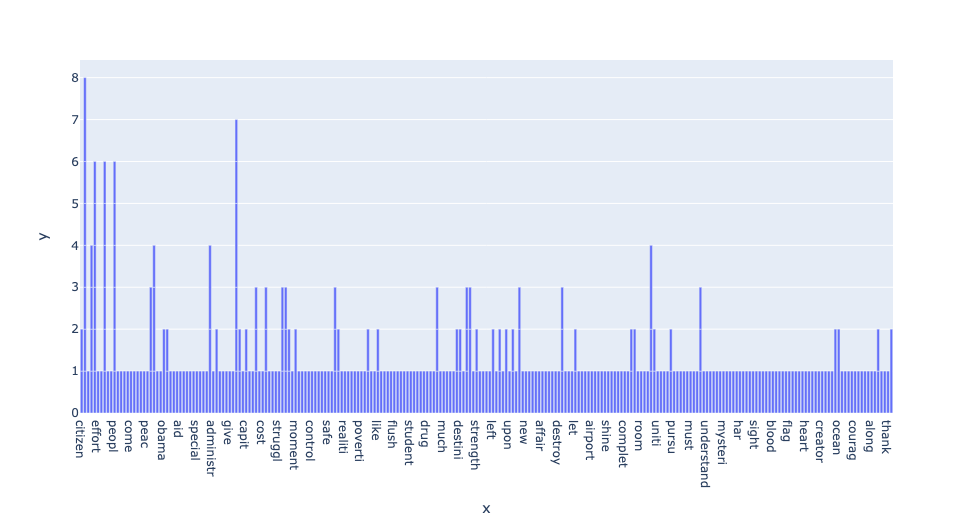 8
7
6
5
4
3
2
1
0
y
citizen
effort
peopl
come
peac
obama
aid
special
administr
give
capit
cost
struggl
moment
control
safe
realiti
poverti
like
flush
student
drug
much
destini
strength
left
upon
new
affair
destroy
let
airport
shine
complet
room
uniti
pursu
must
understand
mysteri
har
sight
blood
flag
heart
creator
ocean
courag
along
thank
x